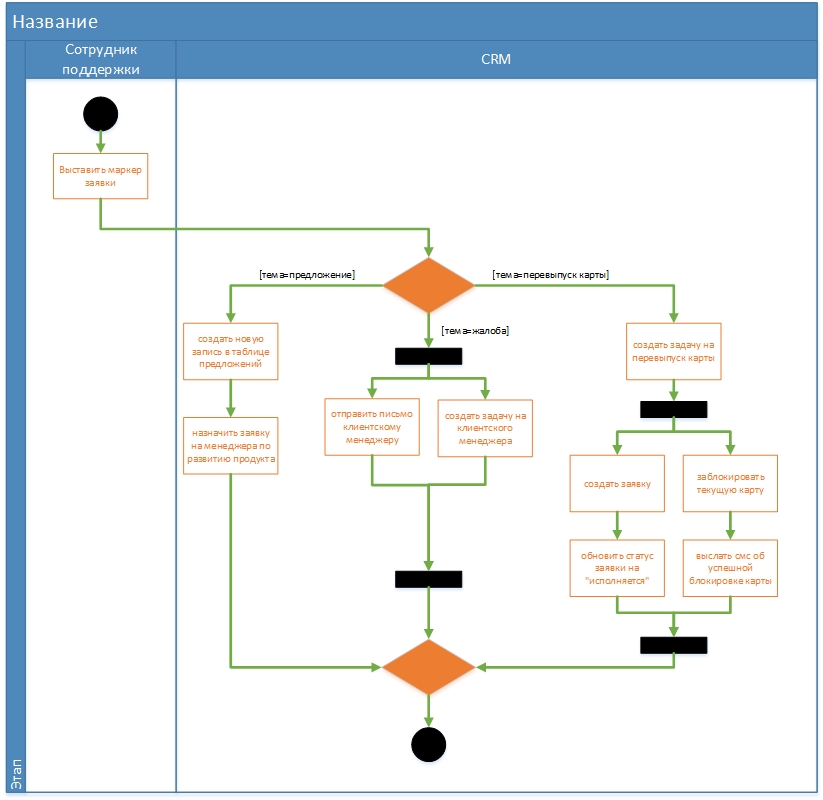 Название
Сотрудник
поддержки
CRM
Выставить маркер
заявки
[тема=предложение]
[тема=перевыпуск карты]
[тема=жалоба]
создать новую
запись в таблице
предложений
создать задачу на
перевыпуск карты
отправить письмо
клиентскому
менеджеру
создать задачу на
клиентского
менеджера
назначить заявку
на менеджера по
развитию продукта
создать заявку
заблокировать
текущую карту
обновить статус
заявки на
"исполняется"
выслать смс об
успешной
блокировке карты
Этап